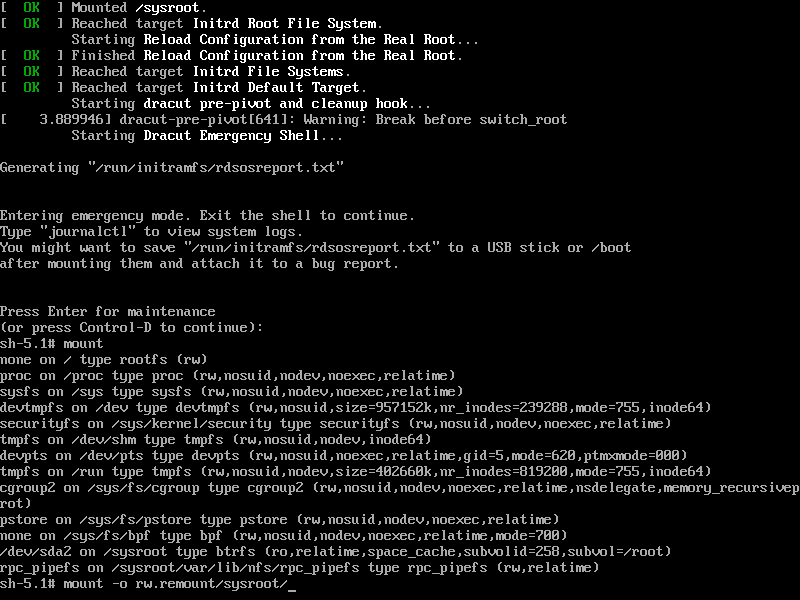 [  OK  ] Mounted /sysroot.
[  OK  ] Reached target Initrd Root File System.
         Starting Reload Configuration from the Real Root...
[  OK  ] Finished Reload Configuration from the Real Root.
[  OK  ] Reached target Initrd File Systems.
[  OK  ] Reached target Initrd Default Target.
         Starting dracut pre-pivot and cleanup hook...
[    3.889946] dracut-pre-pivot[641]: Warning: Break before switch_root
         Starting Dracut Emergency Shell...
Generating "/run/initramfs/rdsosreport.txt"
Entering emergency mode. Exit the shell to continue.
Type "journalctl" to view system logs.
You might want to save "/run/initramfs/rdsosreport.txt" to a USB stick or /boot
after mounting them and attach it to a bug report.
Press Enter for maintenance
(or press Control-D to continue):
sh-5.1# mount
none on / type rootfs (rw)
proc on /proc type proc (rw,nosuid,nodev,noexec,relatime)
sysfs on /sys type sysfs (rw,nosuid,nodev,noexec,relatime)
devtmpfs on /dev type devtmpfs (rw,nosuid,size=957152k,nr_inodes=239288,mode=755,inode64)
securityfs on /sys/kernel/security type securityfs (rw,nosuid,nodev,noexec,relatime)
tmpfs on /dev/shm type tmpfs (rw,nosuid,nodev,inode64)
devpts on /dev/pts type devpts (rw,nosuid,noexec,relatime,gid=5,mode=620,ptmxmode=000)
tmpfs on /run type tmpfs (rw,nosuid,nodev,size=402660k,nr_inodes=819200,mode=755,inode64)
cgroup2 on /sys/fs/cgroup type cgroup2 (rw,nosuid,nodev,noexec,relatime,nsdelegate,memory_recursivep
rot)
pstore on /sys/fs/pstore type pstore (rw,nosuid,nodev,noexec,relatime)
none on /sys/fs/bpf type bpf (rw,nosuid,nodev,noexec,relatime,mode=700)
/dev/sda2 on /sysroot type btrfs (ro,relatime,space_cache,subvolid=258,subvol=/root)
rpc_pipefs on /sysroot/var/lib/nfs/rpc_pipefs type rpc_pipefs (rw,relatime)
sh-5.1# mount -o rw.remount/sysroot/_